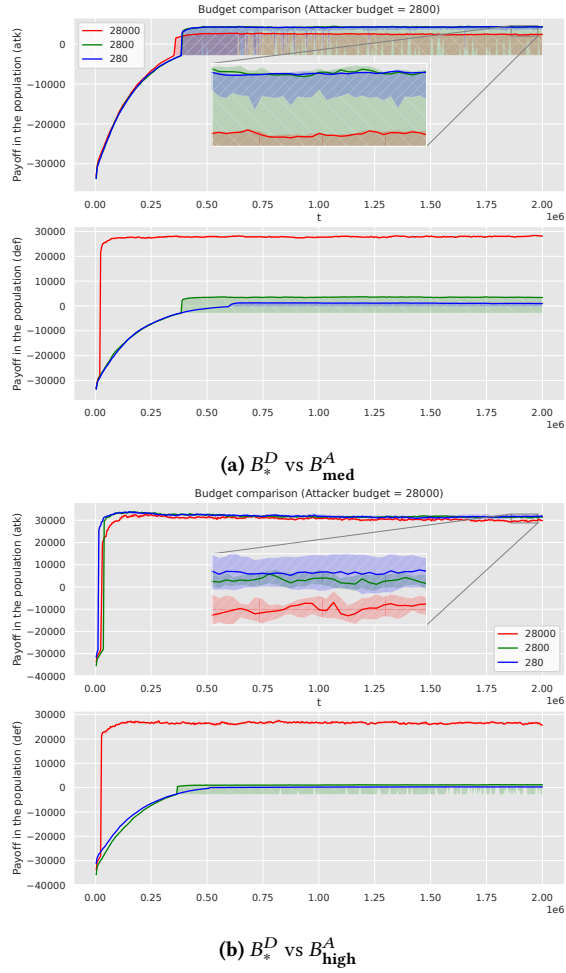 Budget comparison (Attacker budget = 2800)
28000
2800
280
Payoff in the population (atk)
0
−10000
−20000
−30000
0.00 0.25 0.50 0.75 1.00 1.25 1.50 1.75 2.00
t
1e6
Payoff in the population (def)
30000
20000
10000
0
−10000
−20000
−30000
0.00 0.25 0.50 0.75 1.00 1.25 1.50 1.75 2.00
1e6
(a) B^D_* vs B^A_med
Budget comparison (Attacker budget = 28000)
Payoff in the population (atk)
30000
20000
10000
0
−10000
−20000
−30000
−40000
28000
2800
280
0.00 0.25 0.50 0.75 1.00 1.25 1.50 1.75 2.00
t
1e6
Payoff in the population (def)
30000
20000
10000
0
−10000
−20000
−30000
−40000
0.00 0.25 0.50 0.75 1.00 1.25 1.50 1.75 2.00
1e6
(b) B^D_* vs B^A_high